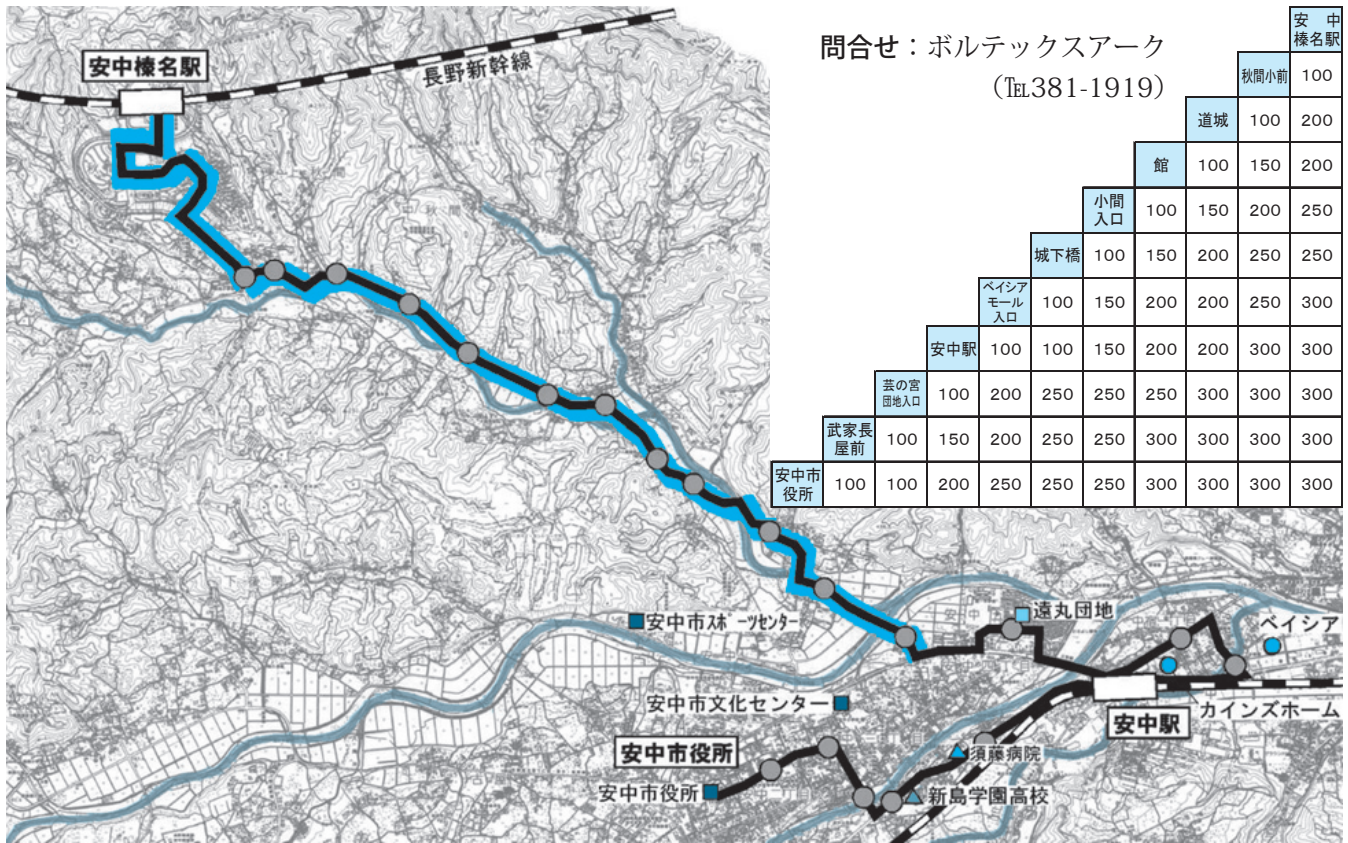 安中榛名駅
長野新幹線
問合せ：ボルテックスアーク
（℡381-1919）
安　中
榛名駅
秋間小前 100
道城 100 200
館 100 150 200
小間
入口 100 150 200 250
城下橋 100 150 200 250 250
ベイシア
モール
入口 100 150 200 200 250 300
安中駅 100 100 150 200 200 300 300
芸の宮
団地入口 100 200 250 250 250 300 300 300
武家長
屋前 100 150 200 250 250 300 300 300 300
安中市
役所 100 100 200 250 250 250 300 300 300 300
中秋間
遠丸団地
安中市スポーツセンター
ベイシア
安中市文化センター
カインズホーム
安中駅
安中市役所
須藤病院
安中市役所
新島学園高校